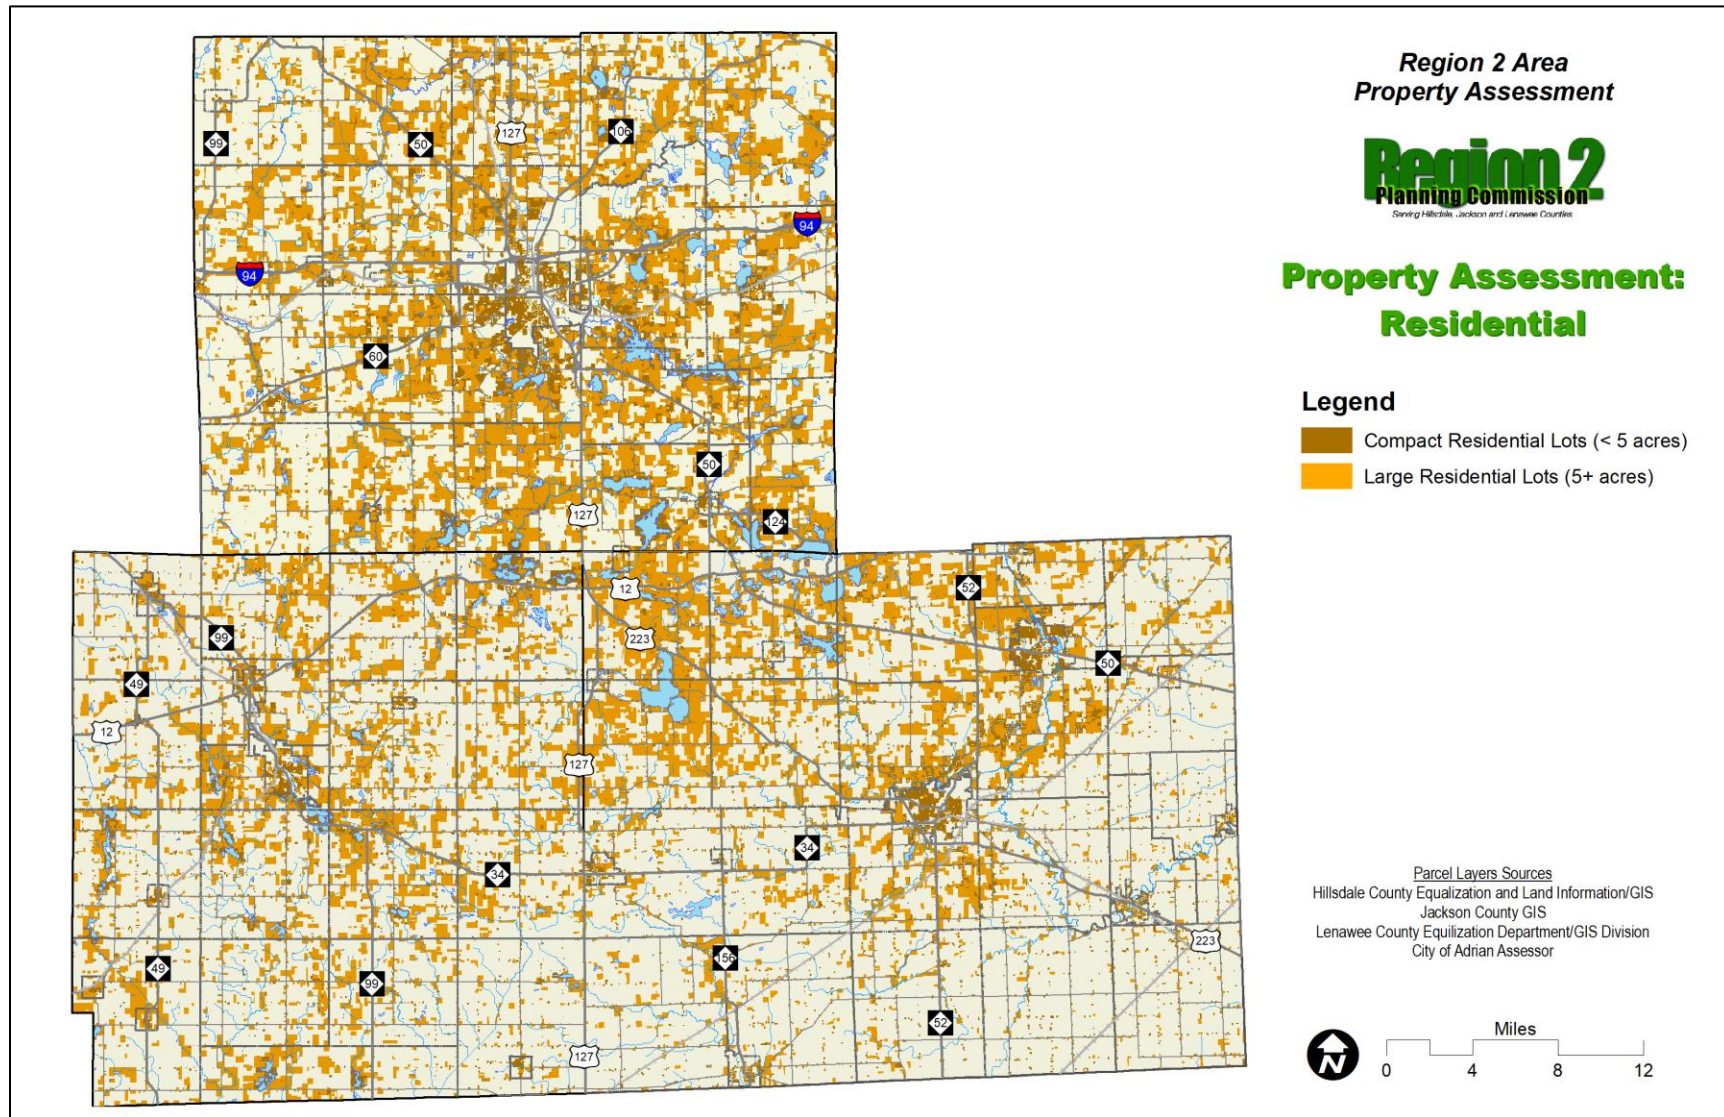 Region 2 Area
Property Assessment
Region 2
Planning Commission
Serving Hillsdale, Jackson and Lenawee Counties
Property Assessment:
Residential
Legend
Compact Residential Lots (< 5 acres)
Large Residential Lots (5+ acres)
Parcel Layers Sources
Hillsdale County Equalization and Land Information/GIS
Jackson County GIS
Lenawee County Equilization Department/GIS Division
City of Adrian Assessor
N
Miles
0 4 8 12
99
50
127
106
94
94
60
50
127
124
12
52
99
223
50
49
12
127
34
34
223
156
49
99
52
127